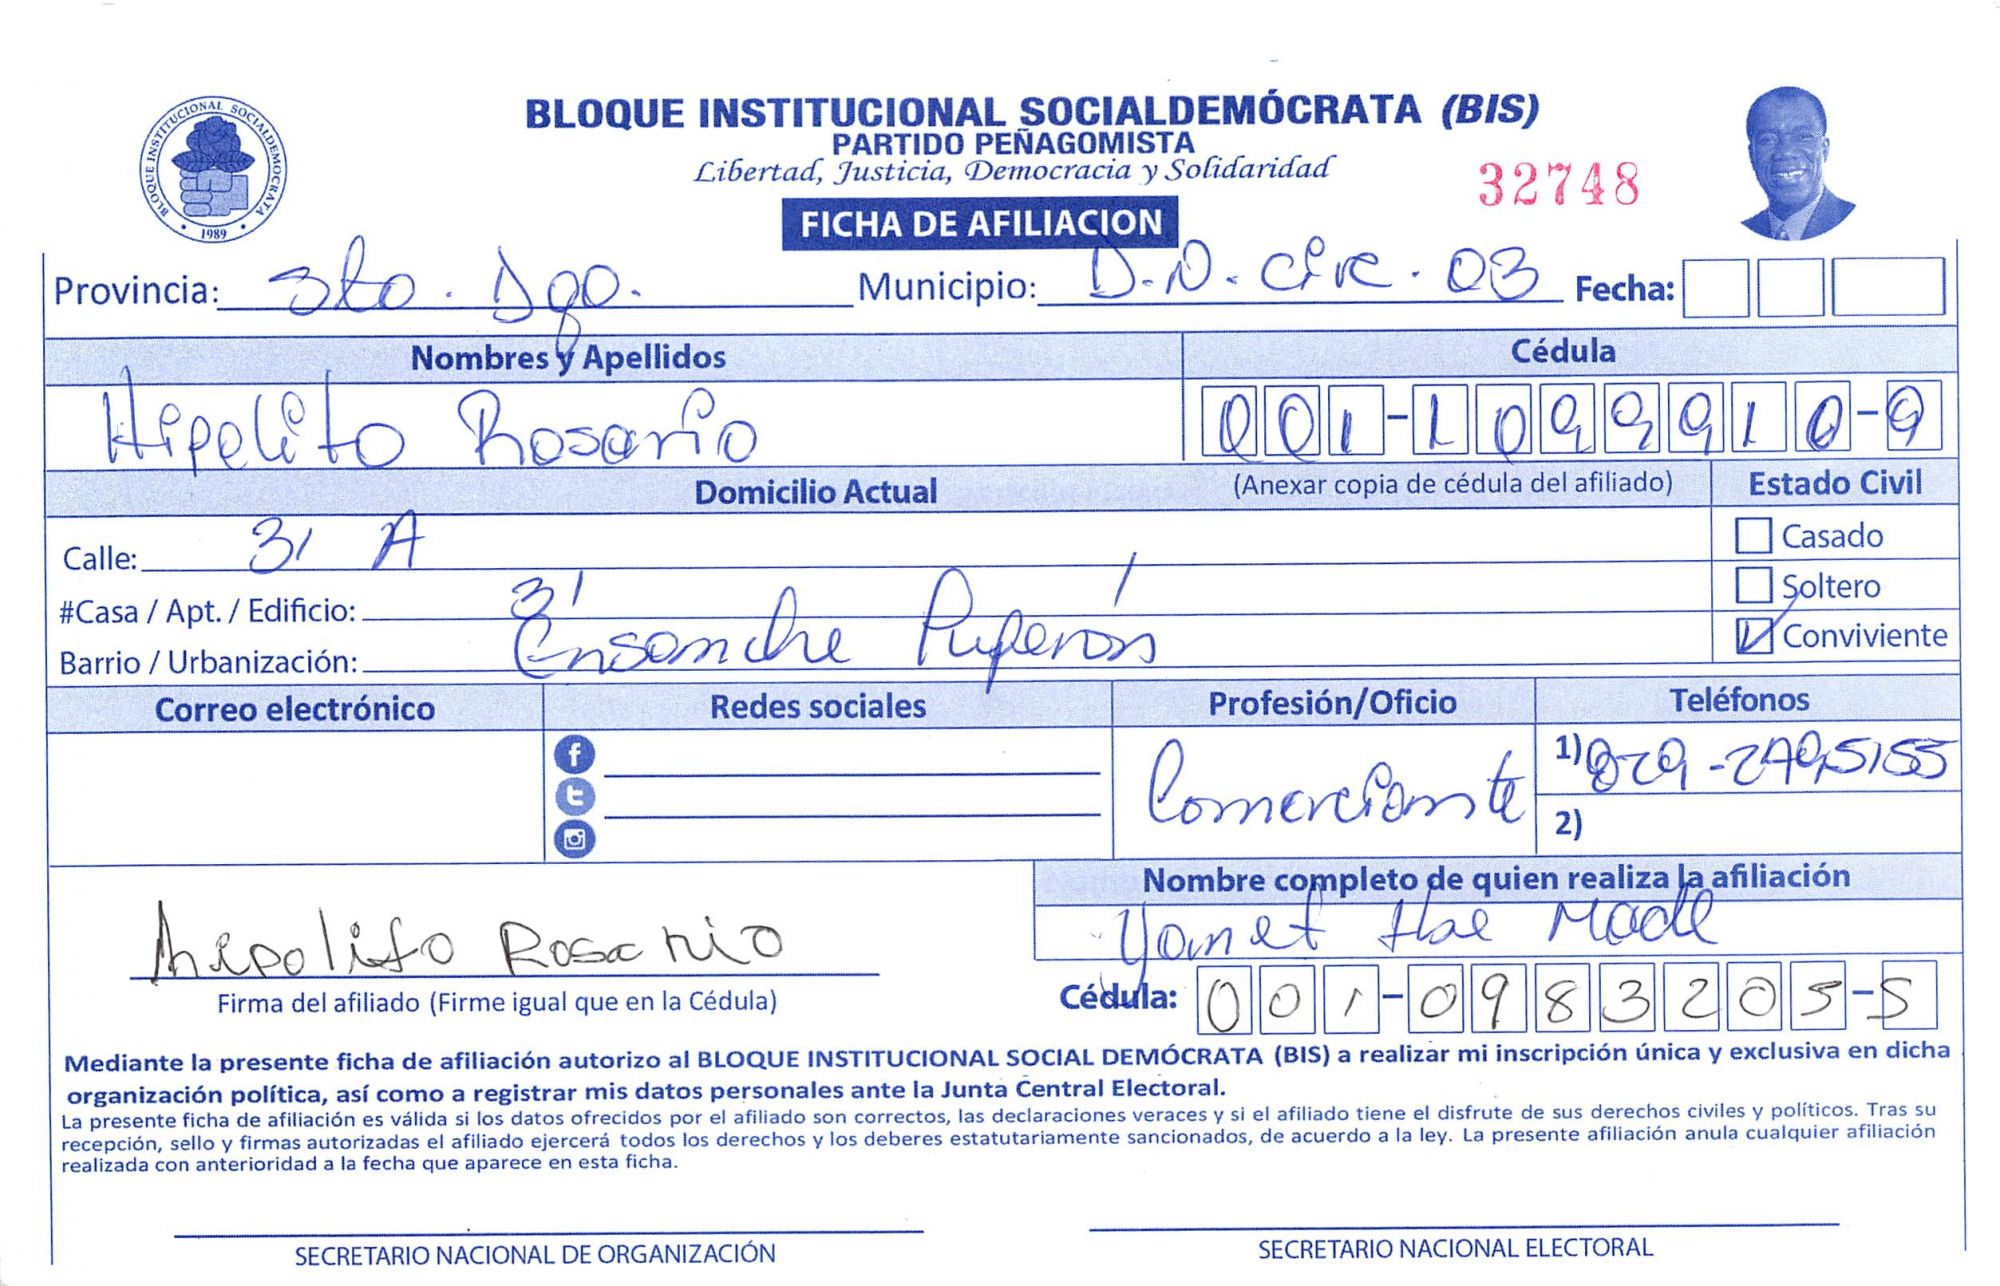 BLOQUE INSTITUCIONAL SOCIALDEMOCRATA
1989
BLOQUE INSTITUCIONAL SOCIALDEMÓCRATA (BIS)
PARTIDO PEÑAGOMISTA
Libertad, Justicia, Democracia y Solidaridad
32748
FICHA DE AFILIACION
Provincia: Sto. Dgo. Municipio: D.N. Circ. 03 Fecha:
Nombres y Apellidos Cédula
Hipolito Rosario 001-1099910-9
Domicilio Actual (Anexar copia de cédula del afiliado) Estado Civil
Calle: 31 A Casado
#Casa / Apt. / Edificio: 31 Soltero
Barrio / Urbanización: Ensanche Luperón Conviviente
Correo electrónico Redes sociales Profesión/Oficio Teléfonos
Comerciante 1) 829-
2)
Nombre completo de quien realiza la afiliación
Hipolito Rosario Yamet
Firma del afiliado (Firme igual que en la Cédula) Cédula: 001-0983205-5
Mediante la presente ficha de afiliación autorizo al BLOQUE INSTITUCIONAL SOCIAL DEMÓCRATA (BIS) a realizar mi inscripción única y exclusiva en dicha
organización política, así como a registrar mis datos personales ante la Junta Central Electoral.
La presente ficha de afiliación es válida si los datos ofrecidos por el afiliado son correctos, las declaraciones veraces y si el afiliado tiene el disfrute de sus derechos civiles y políticos. Tras su
recepción, sello y firmas autorizadas el afiliado ejercerá todos los derechos y los deberes estatutariamente sancionados, de acuerdo a la ley. La presente afiliación anula cualquier afiliación
realizada con anterioridad a la fecha que aparece en esta ficha.
SECRETARIO NACIONAL DE ORGANIZACIÓN SECRETARIO NACIONAL ELECTORAL